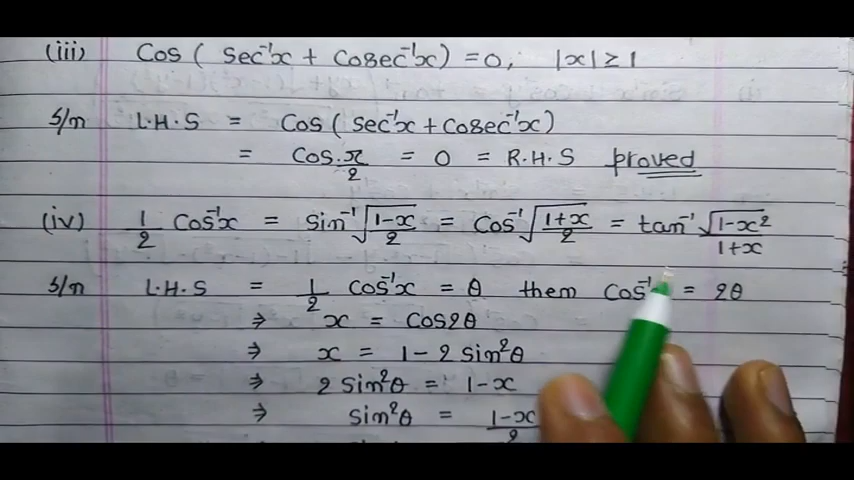 (iii) Cos ( sec⁻¹x + Cosec⁻¹x) = 0, |x| ≥ 1
S/n L.H.S = Cos ( sec⁻¹x + Cosec⁻¹x)
= Cos π/2 = 0 = R.H.S proved
(iv) 1/2 Cos⁻¹x = Sin⁻¹ √(1-x/2) = Cos⁻¹ √(1+x/2) = tan⁻¹ √(1-x²/1+x)
S/n L.H.S = 1/2 Cos⁻¹x = θ them Cos⁻¹ = 2θ
⇒ x = Cos2θ
⇒ x = 1 - 2 Sin²θ
⇒ 2 Sin²θ = 1-x
⇒ Sin²θ = 1-x/2